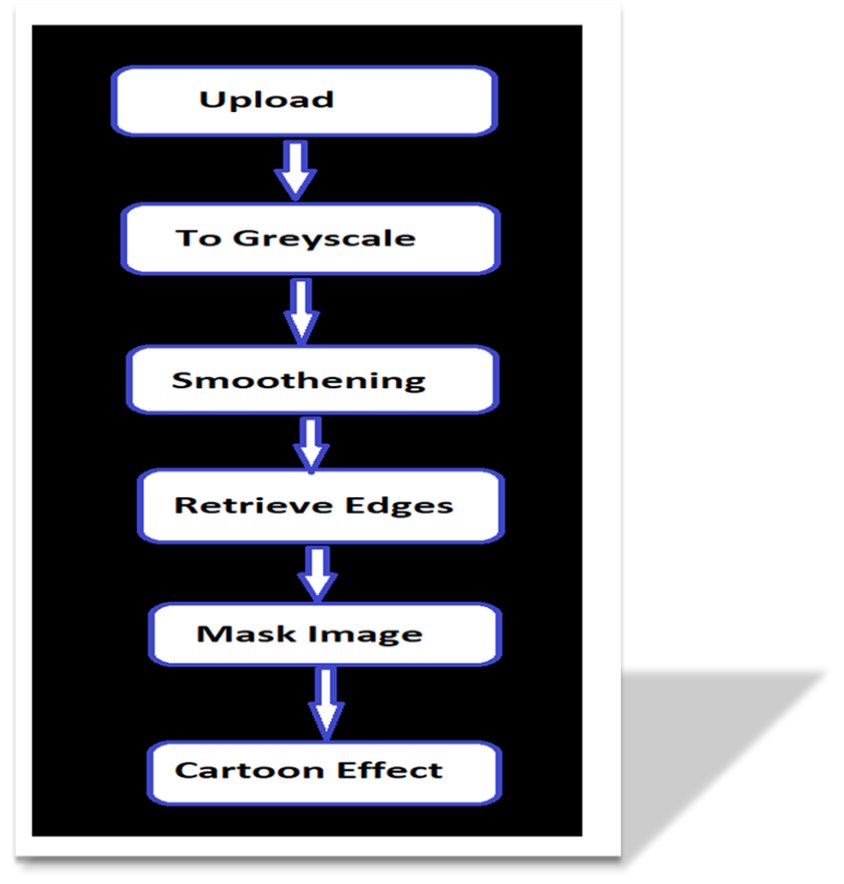 Upload
To Greyscale
Smoothening
Retrieve Edges
Mask Image
Cartoon Effect